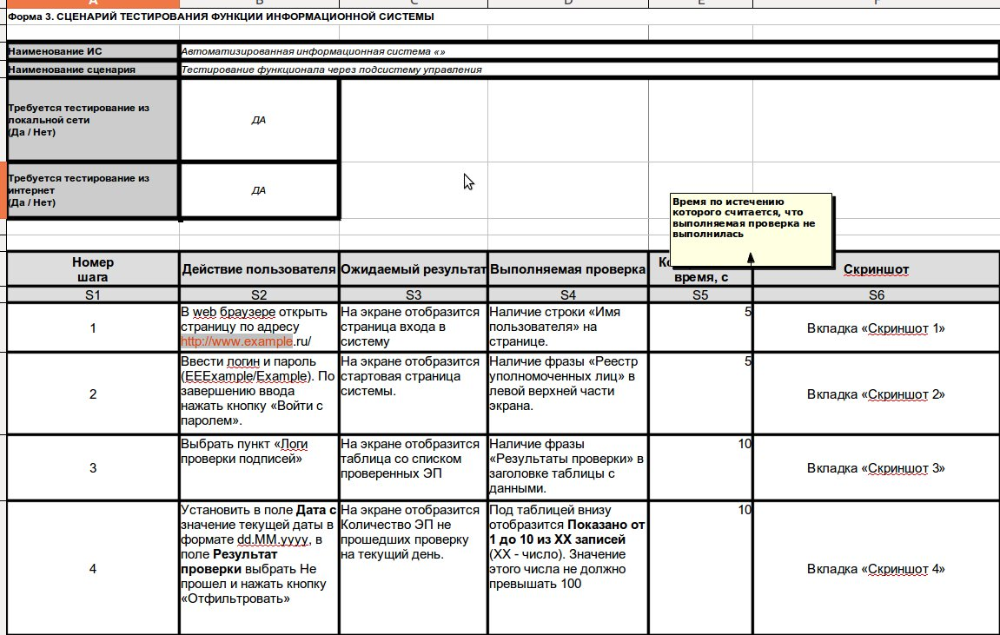 A B C D E F
Форма 3. СЦЕНАРИЙ ТЕСТИРОВАНИЯ ФУНКЦИИ ИНФОРМАЦИОННОЙ СИСТЕМЫ
Наименование ИС
Автоматизированная информационная система «»
Наименование сценария
Тестирование функционала через подсистему управления
Требуется тестирование из
локальной сети
(Да / Нет)
ДА
Требуется тестирование из
интернет
(Да / Нет)
ДА
Время по истечению
которого считается, что
выполняемая проверка не
выполнилась
Номер
шага
Действие пользователя
Ожидаемый результат
Выполняемая проверка
время, с
Скриншот
S1
S2
S3
S4
S5
S6
1
В web браузере открыть
страницу по адресу
http://www.example.ru/
На экране отобразится
страница входа в
систему
Наличие строки «Имя
пользователя» на
странице.
5
Вкладка «Скриншот 1»
2
Ввести логин и пароль
(EEExample/Example). По
завершению ввода
нажать кнопку «Войти с
паролем».
На экране отобразится
стартовая страница
системы.
Наличие фразы «Реестр
уполномоченных лиц» в
левой верхней части
экрана.
5
Вкладка «Скриншот 2»
3
Выбрать пункт «Логи
проверки подписей»
На экране отобразится
таблица со списком
проверенных ЭП
Наличие фразы
«Результаты проверки» в
заголовке таблицы с
данными.
10
Вкладка «Скриншот 3»
4
Установить в поле Дата с
значение текущей даты в
формате dd.MM.yyyy, в
поле Результат
проверки выбрать Не
прошел и нажать кнопку
«Отфильтровать»
На экране отобразится
Количество ЭП не
прошедших проверку
на текущий день.
Под таблицей внизу
отобразится Показано от
1 до 10 из XX записей
(XX - число). Значение
этого числа не должно
превышать 100
10
Вкладка «Скриншот 4»